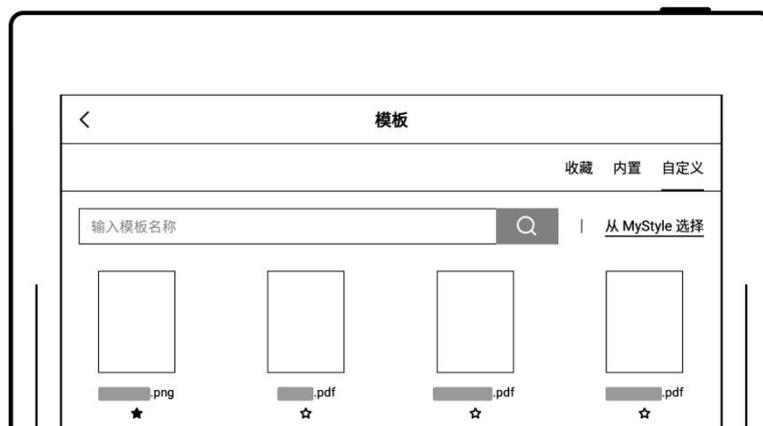 模板
收藏 内置 自定义
输入模板名称 | 从 MyStyle 选择
.png .pdf .pdf .pdf